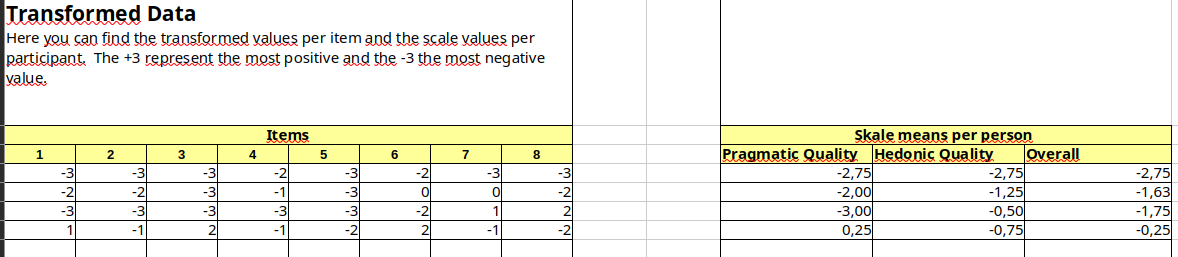 Transformed Data
Here you can find the transformed values per item and the scale values per
participant. The +3 represent the most positive and the -3 the most negative
value.
Items Skale means per person
1 2 3 4 5 6 7 8 Pragmatic Quality Hedonic Quality Overall
-3 -3 -3 -2 -3 -2 -3 -3 -2,75 -2,75 -2,75
-2 -2 -3 -1 -3 0 0 -2 -2,00 -1,25 -1,63
-3 -3 -3 -3 -3 -2 1 2 -3,00 -0,50 -1,75
1 -1 2 -1 -2 2 -1 -2 0,25 -0,75 -0,25